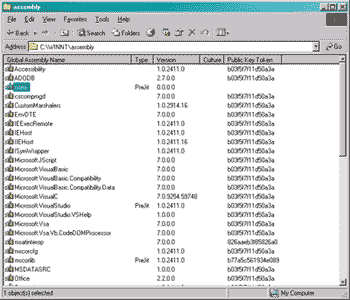 assembly
File Edit View Favorites Tools Help
Back Search Folders
Address C:\WINNT\assembly Go
Global Assembly Name Type Version Culture Public Key Token
Accessibility 1.0.2411.0 b03f5f7f11d50a3a
ADODB 2.7.0.0 b03f5f7f11d50a3a
PreJit 0.0.0.0
cscompmgd 7.0.0.0 b03f5f7f11d50a3a
CustomMarshalers 1.0.2914.16 b03f5f7f11d50a3a
EnvDTE 7.0.0.0 b03f5f7f11d50a3a
IEExecRemote 1.0.2411.0 b03f5f7f11d50a3a
IEHost 1.0.2411.0 b03f5f7f11d50a3a
IIEHost 1.0.2411.16 b03f5f7f11d50a3a
ISymWrapper 1.0.2914.16 b03f5f7f11d50a3a
Microsoft.JScript 7.0.0.0 b03f5f7f11d50a3a
Microsoft.VisualBasic 7.0.0.0 b03f5f7f11d50a3a
Microsoft.VisualBasic.Compatibility 7.0.0.0 b03f5f7f11d50a3a
Microsoft.VisualBasic.Compatibility.Data 7.0.0.0 b03f5f7f11d50a3a
Microsoft.VisualC 7.0.9254.59748 b03f5f7f11d50a3a
Microsoft.VisualStudio PreJit 1.0.2411.0 b03f5f7f11d50a3a
Microsoft.VisualStudio.VSHelp 1.0.0.0 b03f5f7f11d50a3a
Microsoft.Vsa 7.0.0.0 b03f5f7f11d50a3a
Microsoft.Vsa.Vb.CodeDOMProcessor 7.0.0.0 b03f5f7f11d50a3a
msatinterop 7.0.0.0
mscorcfg 1.0.2411.0 b03f5f7f11d50a3a
mscorlib PreJit 1.0.2411.0 b77a5c561934e089
MSDATASRC 1.0.0.0 b03f5f7f11d50a3a
Office 2.2.0.0 b03f5f7f11d50a3a
1 object(s) selected My Computer